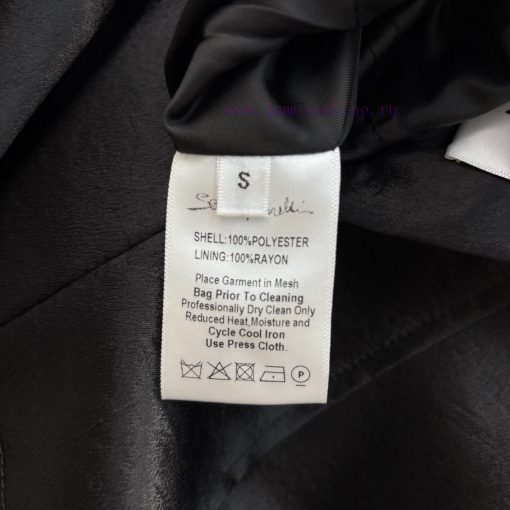 S
SHELL:100%POLYESTER
LINING:100%RAYON
Place Garment in Mesh
Bag Prior To Cleaning
Professionally Dry Clean Only
Reduced Heat,Moisture and
Cycle Cool Iron
Use Press Cloth.
P